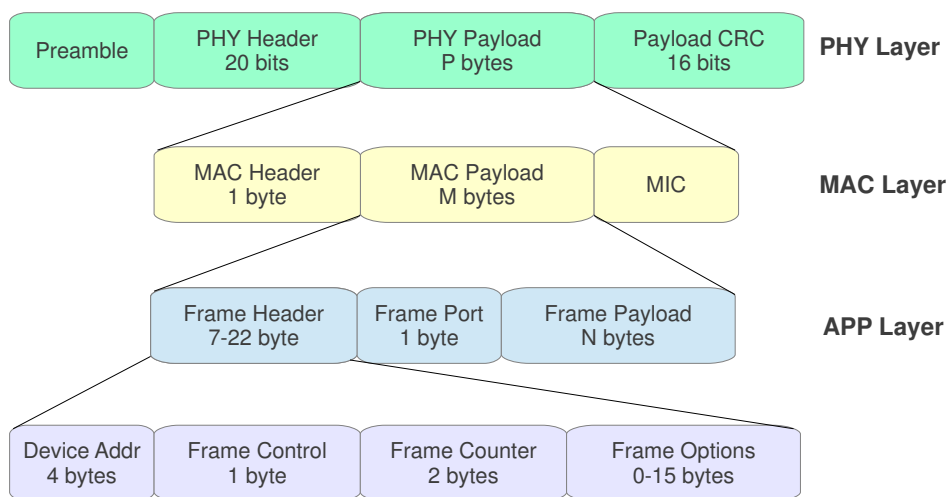 Preamble
PHY Header
20 bits
PHY Payload
P bytes
Payload CRC
16 bits
PHY Layer
MAC Header
1 byte
MAC Payload
M bytes
MIC
MAC Layer
Frame Header
7-22 byte
Frame Port
1 byte
Frame Payload
N bytes
APP Layer
Device Addr
4 bytes
Frame Control
1 byte
Frame Counter
2 bytes
Frame Options
0-15 bytes